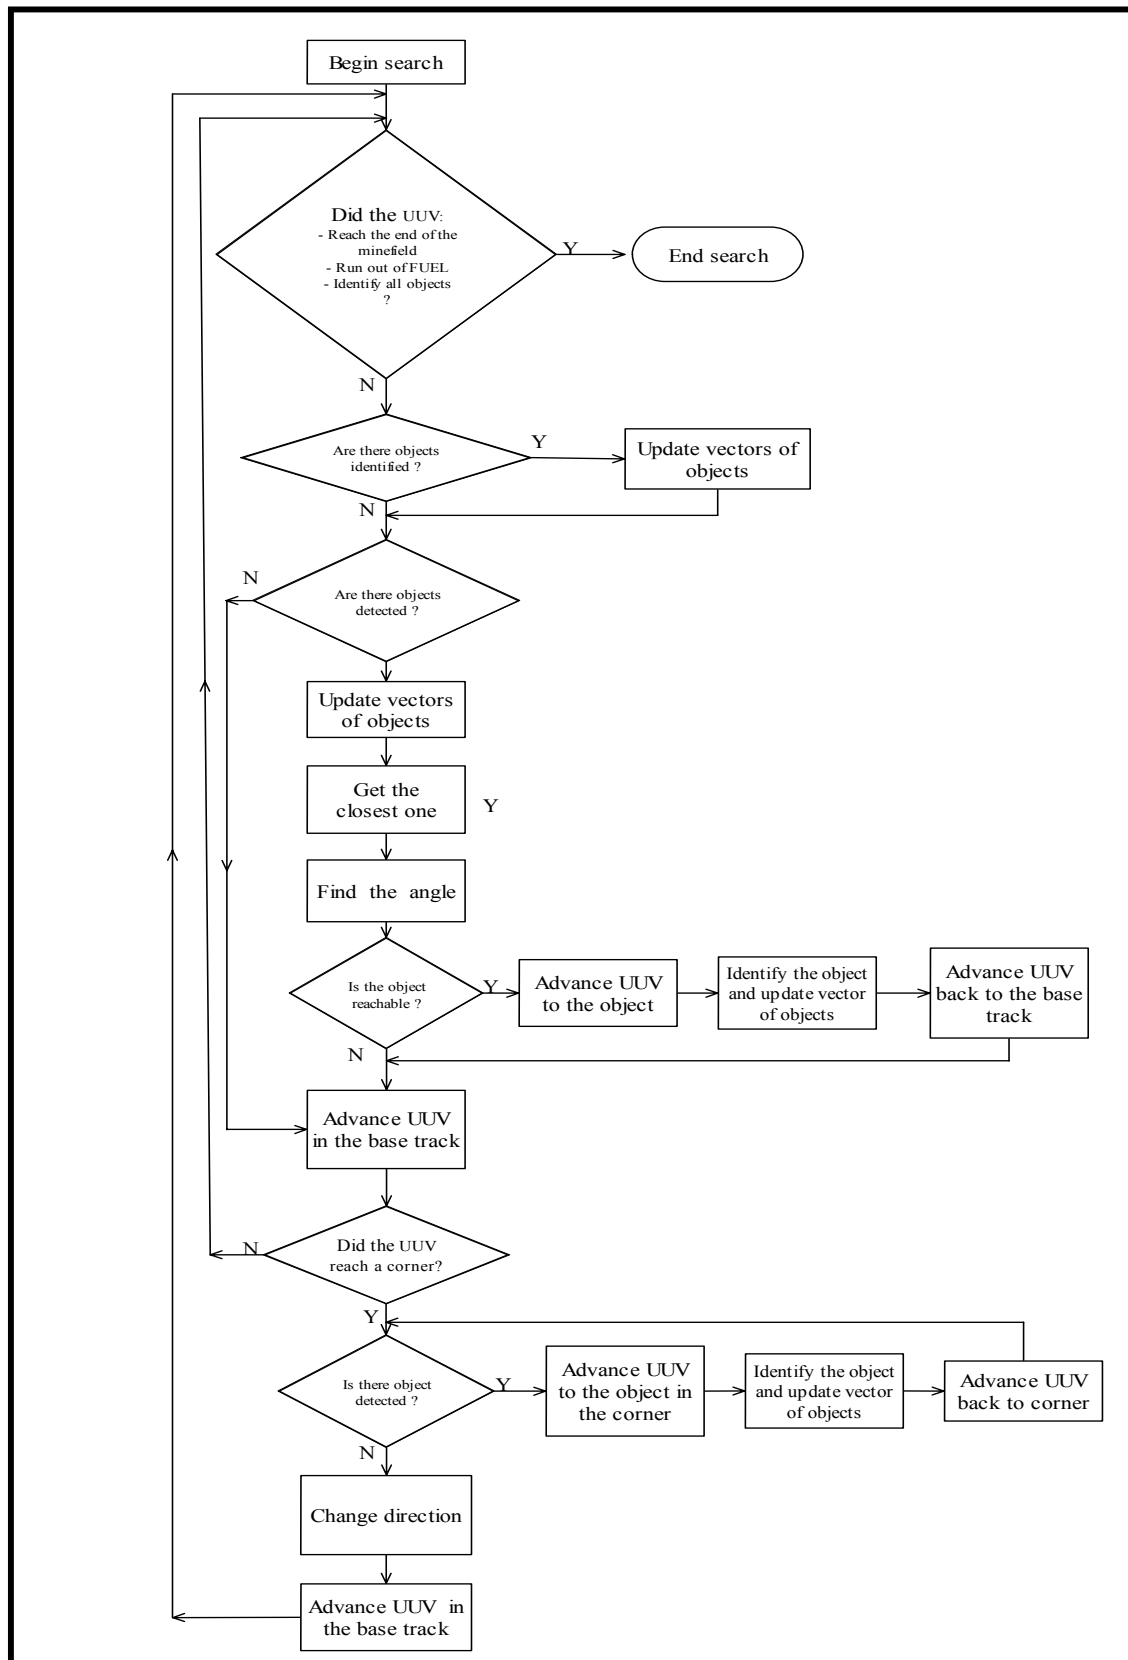 Begin search
Did the UUV:
- Reach the end of the
minefield
- Run out of FUEL
- Identify all objects
?
Y
End search
N
Are there objects
identified ?
Y
Update vectors of
objects
N
N
Are there objects
detected ?
Update vectors
of objects
Get the
closest one
Y
Find the angle
Is the object
reachable ?
Y
Advance UUV
to the object
Identify the object
and update vector
of objects
Advance UUV
back to the base
track
N
Advance UUV
in the base track
N
Did the UUV
reach a corner?
Y
Is there object
detected ?
Y
Advance UUV
to the object in
the corner
Identify the object
and update vector
of objects
Advance UUV
back to corner
N
Change direction
Advance UUV in
the base track